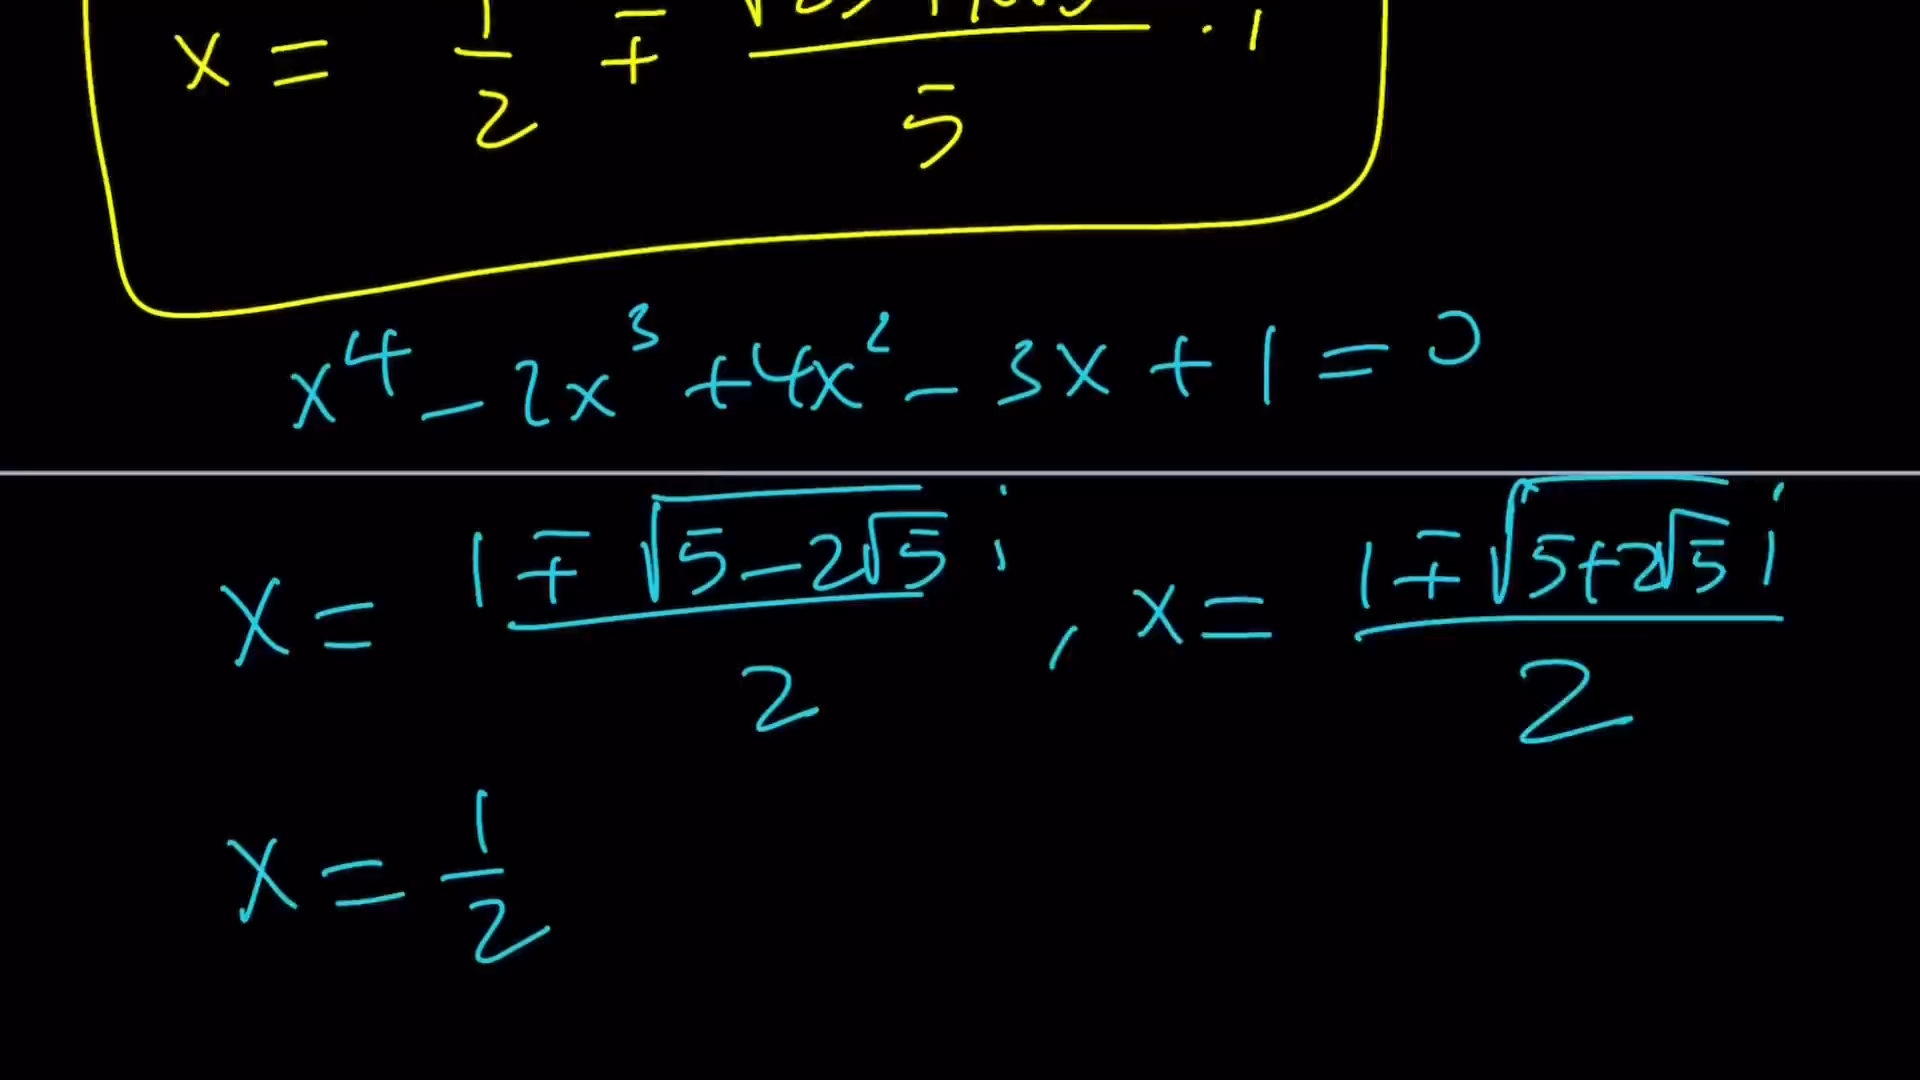 x = 1/2 ∓ /5 · i
x⁴ - 2x³ + 4x² - 3x + 1 = 0
x = (1 ∓ √(5 - 2√5) i)/2 , x = (1 ∓ √(5 + 2√5) i)/2
x = 1/2